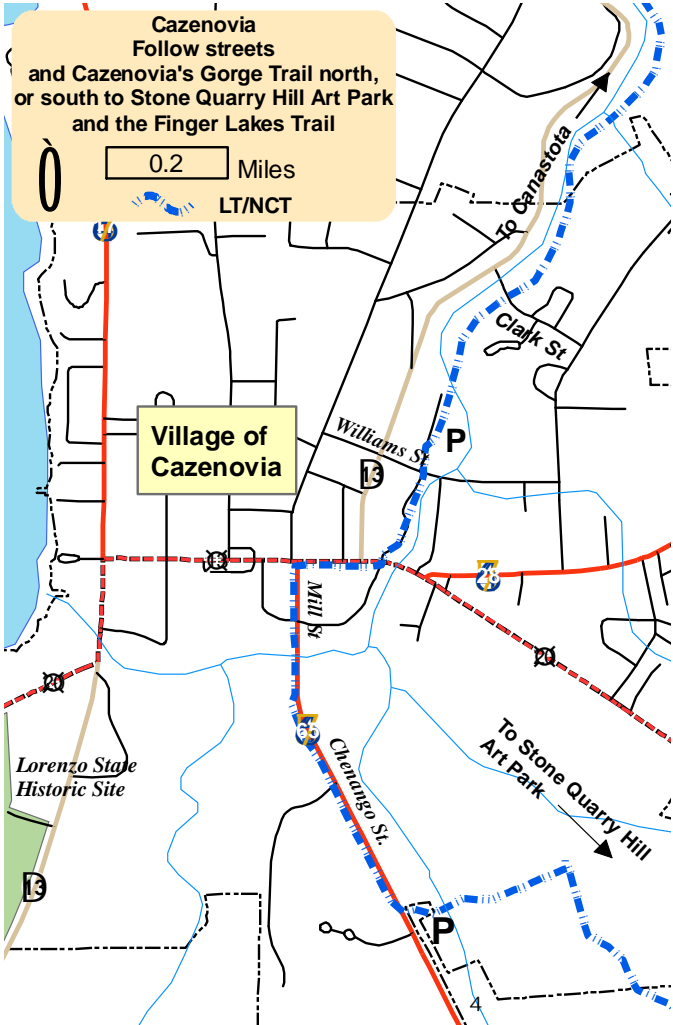 Cazenovia
Follow streets
and Cazenovia's Gorge Trail north,
or south to Stone Quarry Hill Art Park
and the Finger Lakes Trail
0.2 Miles
LT/NCT
To Canastota
Clark St
Williams St
P
Village of
Cazenovia
13
28
Mill St
20
65
Chenango St.
To Stone Quarry Hill
Art Park
Lorenzo State
Historic Site
13
P
4